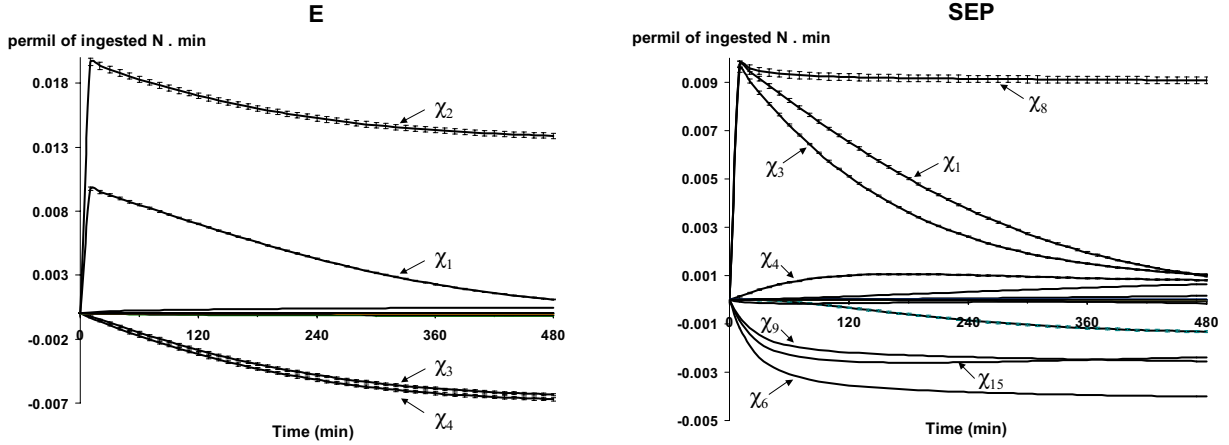 E
permil of ingested N . min
0.018
0.013
0.008
0.003
-0.002
-0.007
0
120
240
360
480
Time (min)
χ2
χ1
χ3
χ4
SEP
permil of ingested N . min
0.009
0.007
0.005
0.003
0.001
-0.001
-0.003
-0.005
0
120
240
360
480
Time (min)
χ8
χ1
χ3
χ4
χ9
χ15
χ6